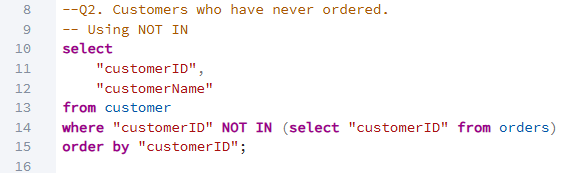 8 --Q2. Customers who have never ordered.
9 -- Using NOT IN
10 select
11 "customerID",
12 "customerName"
13 from customer
14 where "customerID" NOT IN (select "customerID" from orders)
15 order by "customerID";
16